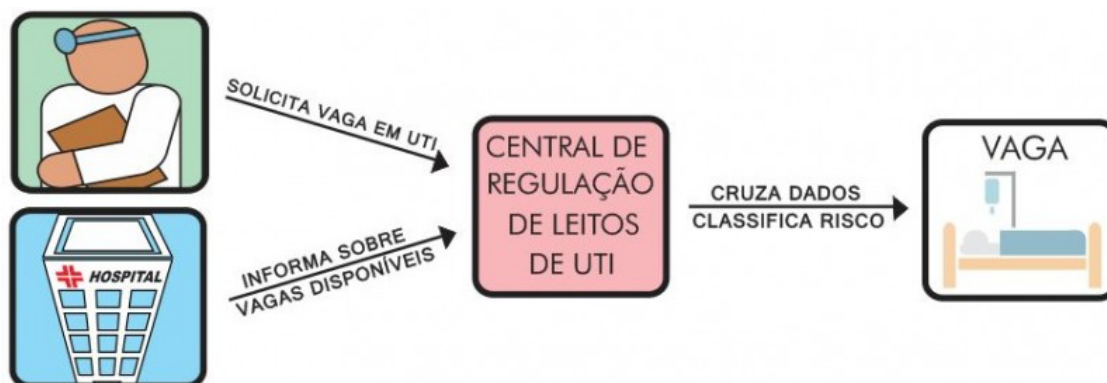 SOLICITA VAGA EM UTI
HOSPITAL
INFORMA SOBRE
VAGAS DISPONÍVEIS
CENTRAL DE
REGULAÇÃO
DE LEITOS
DE UTI
CRUZA DADOS
CLASSIFICA RISCO
VAGA